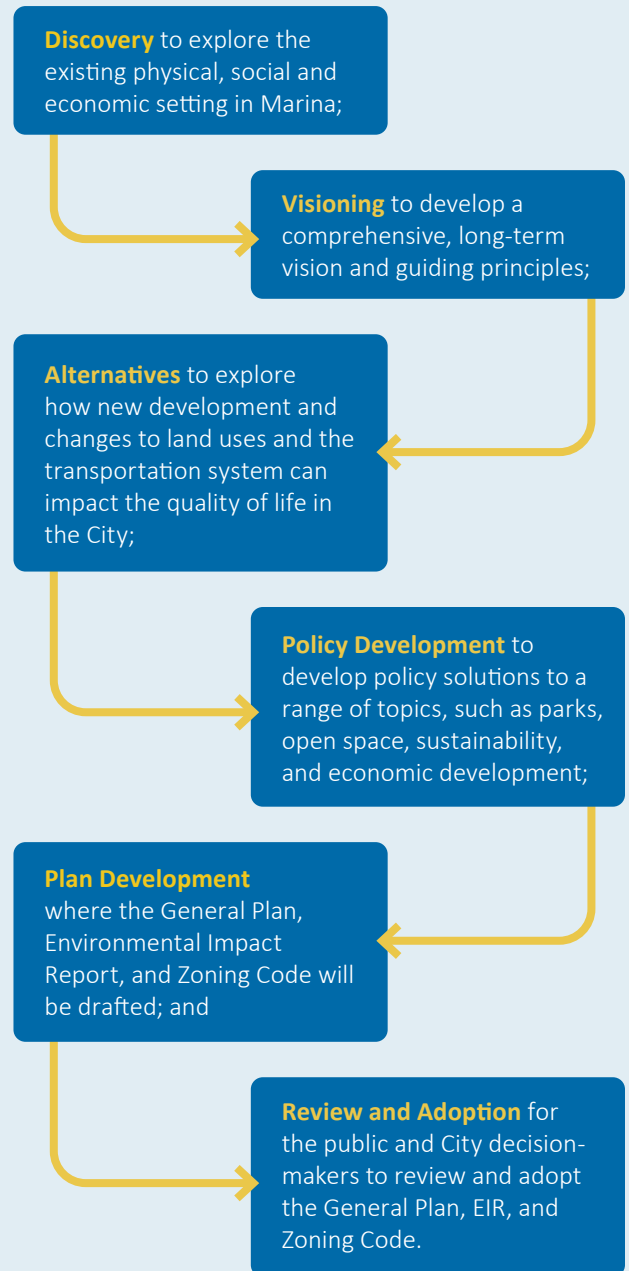 Discovery to explore the
existing physical, social and
economic setting in Marina;
Visioning to develop a
comprehensive, long-term
vision and guiding principles;
Alternatives to explore
how new development and
changes to land uses and the
transportation system can
impact the quality of life in
the City;
Policy Development to
develop policy solutions to a
range of topics, such as parks,
open space, sustainability,
and economic development;
Plan Development
where the General Plan,
Environmental Impact
Report, and Zoning Code will
be drafted; and
Review and Adoption for
the public and City decision-
makers to review and adopt
the General Plan, EIR, and
Zoning Code.